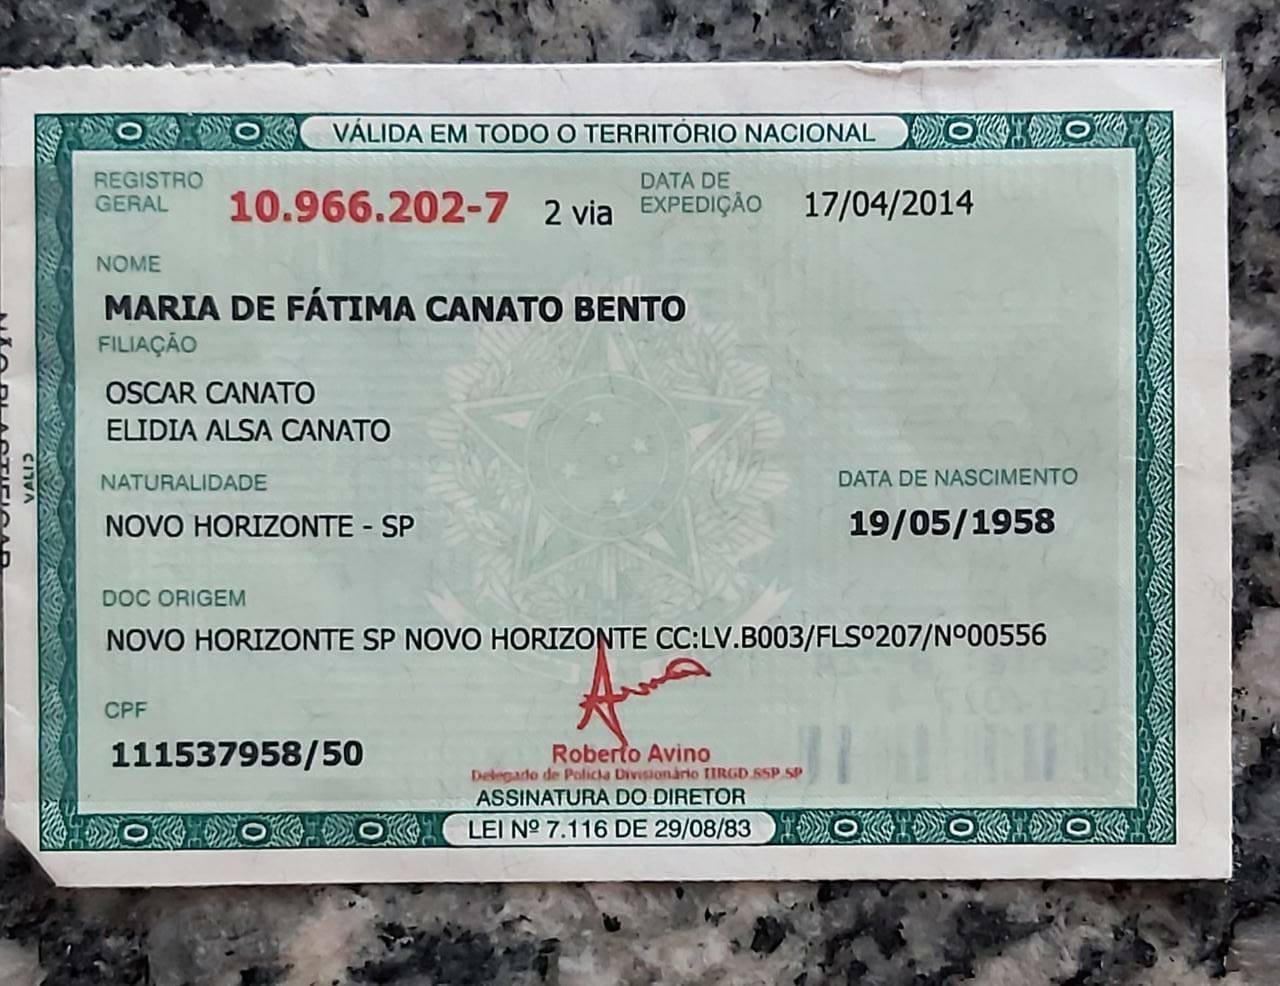 VÁLIDA EM TODO O TERRITÓRIO NACIONAL
REGISTRO GERAL 10.966.202-7 2 via DATA DE EXPEDIÇÃO 17/04/2014
NOME
MARIA DE FÁTIMA CANATO BENTO
FILIAÇÃO
OSCAR CANATO
ELIDIA ALSA CANATO
NATURALIDADE DATA DE NASCIMENTO
NOVO HORIZONTE - SP 19/05/1958
DOC ORIGEM
NOVO HORIZONTE SP NOVO HORIZONTE CC:LV.B003/FLSº207/Nº00556
CPF
111537958/50
Roberto Avino
Delegado de Polícia Divisionário IIRGD.SSP.SP
ASSINATURA DO DIRETOR
LEI Nº 7.116 DE 29/08/83
NÃO PLASTIFICAR